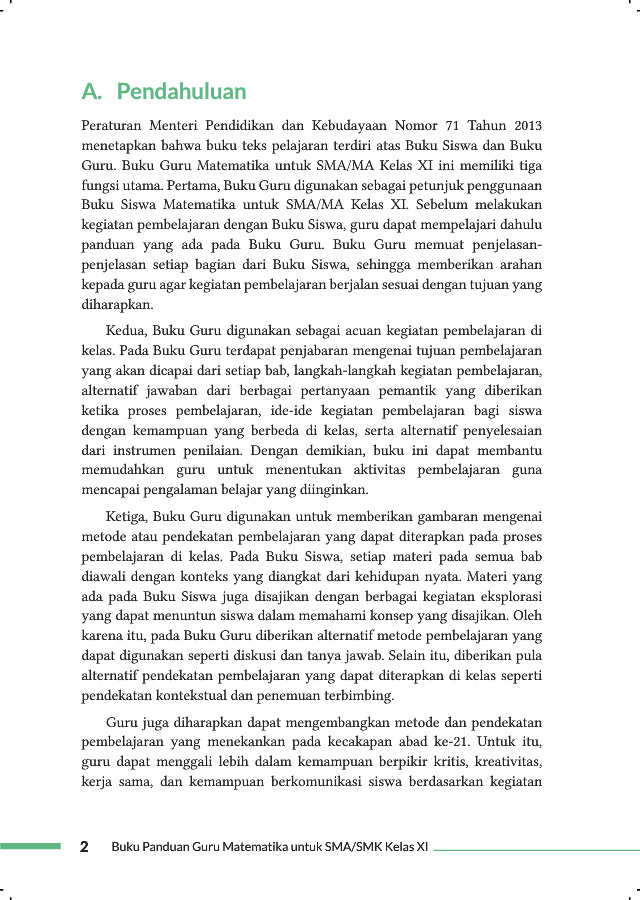 A. Pendahuluan
Peraturan Menteri Pendidikan dan Kebudayaan Nomor 71 Tahun 2013
menetapkan bahwa buku teks pelajaran terdiri atas Buku Siswa dan Buku
Guru. Buku Guru Matematika untuk SMA/MA Kelas XI ini memiliki tiga
fungsi utama. Pertama, Buku Guru digunakan sebagai petunjuk penggunaan
Buku Siswa Matematika untuk SMA/MA Kelas XI. Sebelum melakukan
kegiatan pembelajaran dengan Buku Siswa, guru dapat mempelajari dahulu
panduan yang ada pada Buku Guru. Buku Guru memuat penjelasan-
penjelasan setiap bagian dari Buku Siswa, sehingga memberikan arahan
kepada guru agar kegiatan pembelajaran berjalan sesuai dengan tujuan yang
diharapkan.
Kedua, Buku Guru digunakan sebagai acuan kegiatan pembelajaran di
kelas. Pada Buku Guru terdapat penjabaran mengenai tujuan pembelajaran
yang akan dicapai dari setiap bab, langkah-langkah kegiatan pembelajaran,
alternatif jawaban dari berbagai pertanyaan pemantik yang diberikan
ketika proses pembelajaran, ide-ide kegiatan pembelajaran bagi siswa
dengan kemampuan yang berbeda di kelas, serta alternatif penyelesaian
dari instrumen penilaian. Dengan demikian, buku ini dapat membantu
memudahkan guru untuk menentukan aktivitas pembelajaran guna
mencapai pengalaman belajar yang diinginkan.
Ketiga, Buku Guru digunakan untuk memberikan gambaran mengenai
metode atau pendekatan pembelajaran yang dapat diterapkan pada proses
pembelajaran di kelas. Pada Buku Siswa, setiap materi pada semua bab
diawali dengan konteks yang diangkat dari kehidupan nyata. Materi yang
ada pada Buku Siswa juga disajikan dengan berbagai kegiatan eksplorasi
yang dapat menuntun siswa dalam memahami konsep yang disajikan. Oleh
karena itu, pada Buku Guru diberikan alternatif metode pembelajaran yang
dapat digunakan seperti diskusi dan tanya jawab. Selain itu, diberikan pula
alternatif pendekatan pembelajaran yang dapat diterapkan di kelas seperti
pendekatan kontekstual dan penemuan terbimbing.
Guru juga diharapkan dapat mengembangkan metode dan pendekatan
pembelajaran yang menekankan pada kecakapan abad ke-21. Untuk itu,
guru dapat menggali lebih dalam kemampuan berpikir kritis, kreativitas,
kerja sama, dan kemampuan berkomunikasi siswa berdasarkan kegiatan
2 Buku Panduan Guru Matematika untuk SMA/SMK Kelas XI